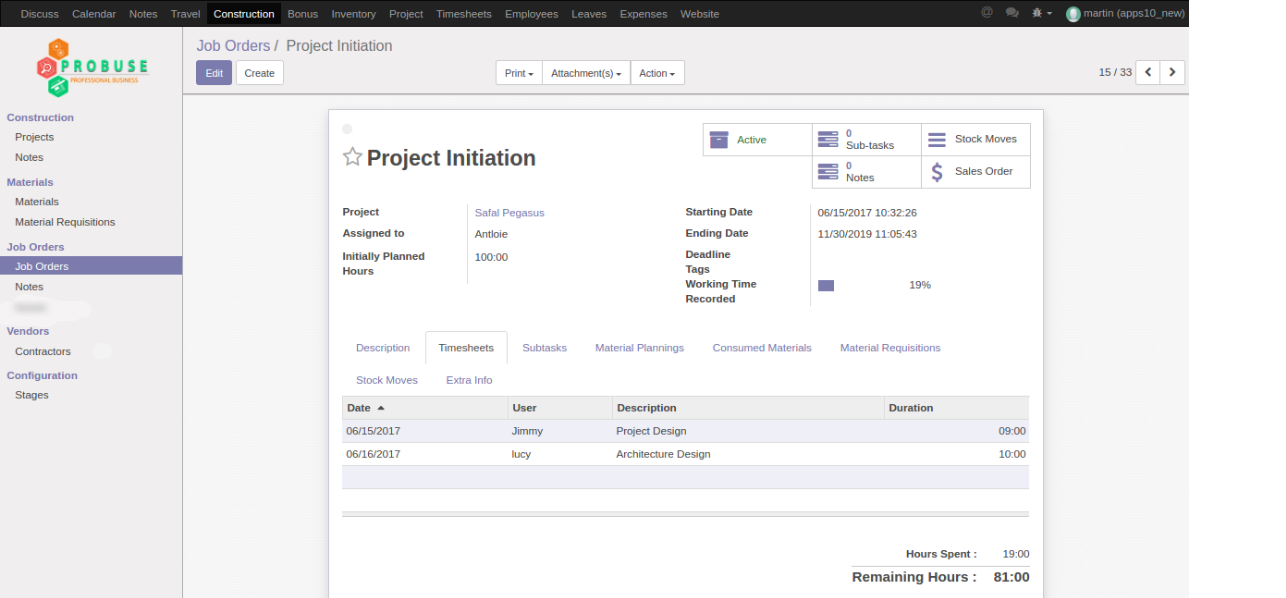 Discuss Calendar Notes Travel Construction Bonus Inventory Project Timesheets Employees Leaves Expenses Website @ martin (apps10_new)
PROBUSE
PROFESSIONAL BUSINESS
Job Orders / Project Initiation
Edit Create Print Attachment(s) Action 15 / 33
Construction
Projects
Notes
Materials
Materials
Material Requisitions
Job Orders
Job Orders
Notes
Vendors
Contractors
Configuration
Stages
Active
0
Sub-tasks
Stock Moves
0
Notes
Sales Order
Project Initiation
Project Safal Pegasus
Assigned to Antloie
Initially Planned
Hours
100:00
Starting Date 06/15/2017 10:32:26
Ending Date 11/30/2019 11:05:43
Deadline
Tags
Working Time
Recorded
19%
Description Timesheets Subtasks Material Plannings Consumed Materials Material Requisitions
Stock Moves Extra Info
Date User Description Duration
06/15/2017 Jimmy Project Design 09:00
06/16/2017 lucy Architecture Design 10:00
Hours Spent : 19:00
Remaining Hours : 81:00